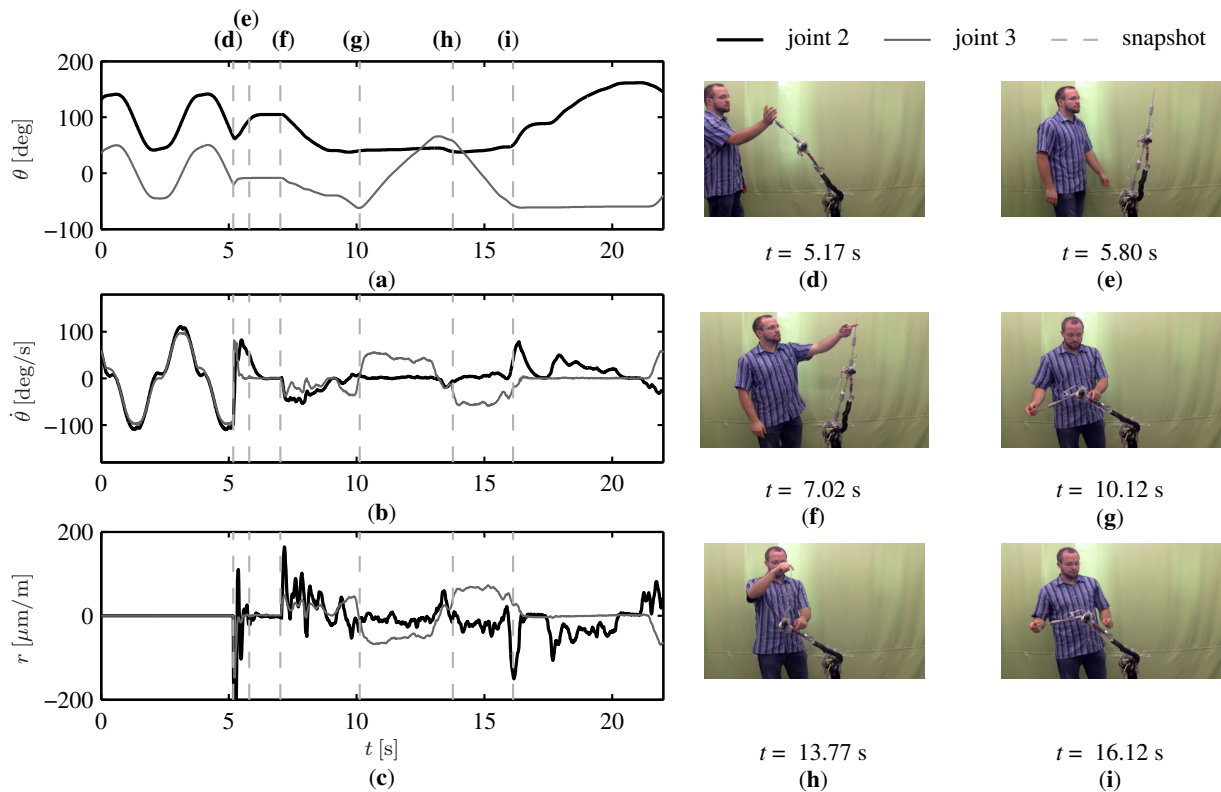 (e)
(d) (f) (g) (h) (i)
joint 2 joint 3 snapshot
200
100
0
−100
θ [deg]
0 5 10 15 20
(a)
100
0
−100
θ̇ [deg/s]
0 5 10 15 20
(b)
200
0
−200
r [μm/m]
0 5 10 15 20
t [s]
(c)
t = 5.17 s
(d)
t = 5.80 s
(e)
t = 7.02 s
(f)
t = 10.12 s
(g)
t = 13.77 s
(h)
t = 16.12 s
(i)